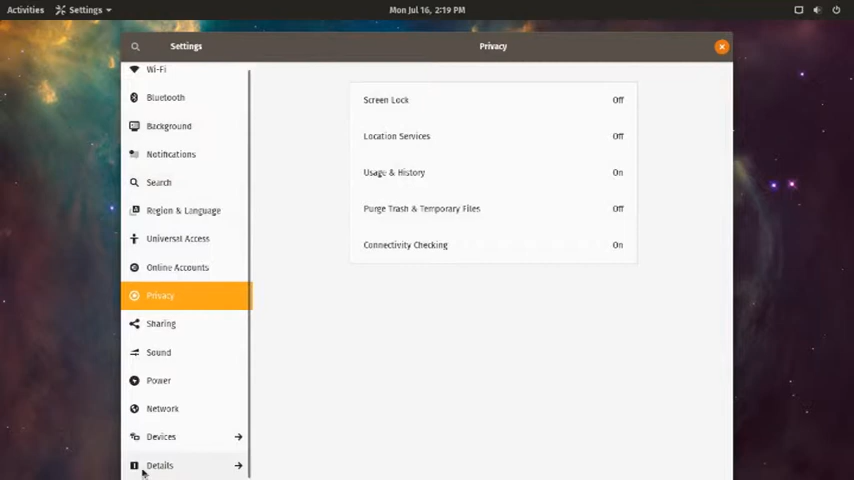 Activities
Settings
Mon Jul 16, 2:19 PM
Settings
Privacy
Wi-Fi
Bluetooth
Background
Notifications
Search
Region & Language
Universal Access
Online Accounts
Privacy
Sharing
Sound
Power
Network
Devices
Details
Screen Lock Off
Location Services Off
Usage & History On
Purge Trash & Temporary Files Off
Connectivity Checking On